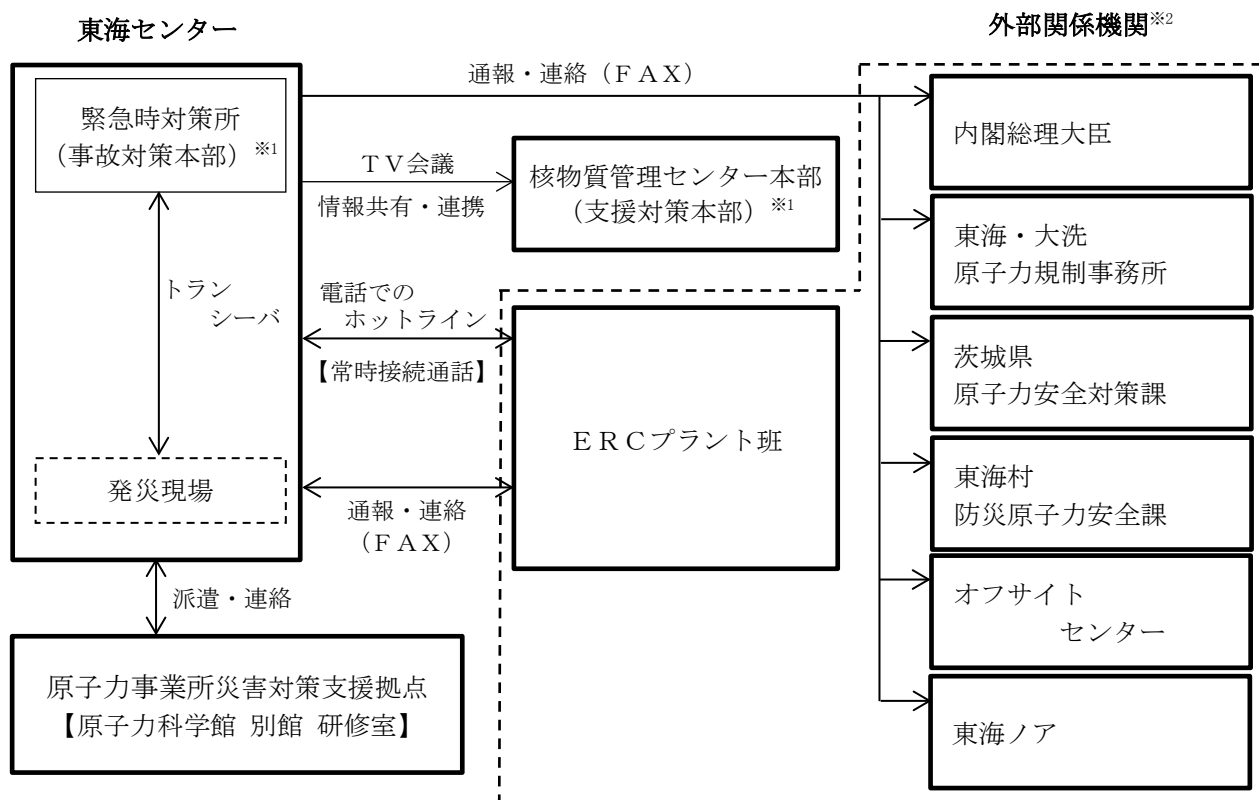 東海センター
外部関係機関※2
通報・連絡（ＦＡＸ）
緊急時対策所
（事故対策本部）※1
ＴＶ会議
情報共有・連携
核物質管理センター本部
（支援対策本部）※1
内閣総理大臣
東海・大洗
原子力規制事務所
トラン
シーバ
電話での
ホットライン
【常時接続通話】
茨城県
原子力安全対策課
ＥＲＣプラント班
発災現場
通報・連絡
（ＦＡＸ）
東海村
防災原子力安全課
派遣・連絡
オフサイト
センター
原子力事業所災害対策支援拠点
【原子力科学館 別館 研修室】
東海ノア